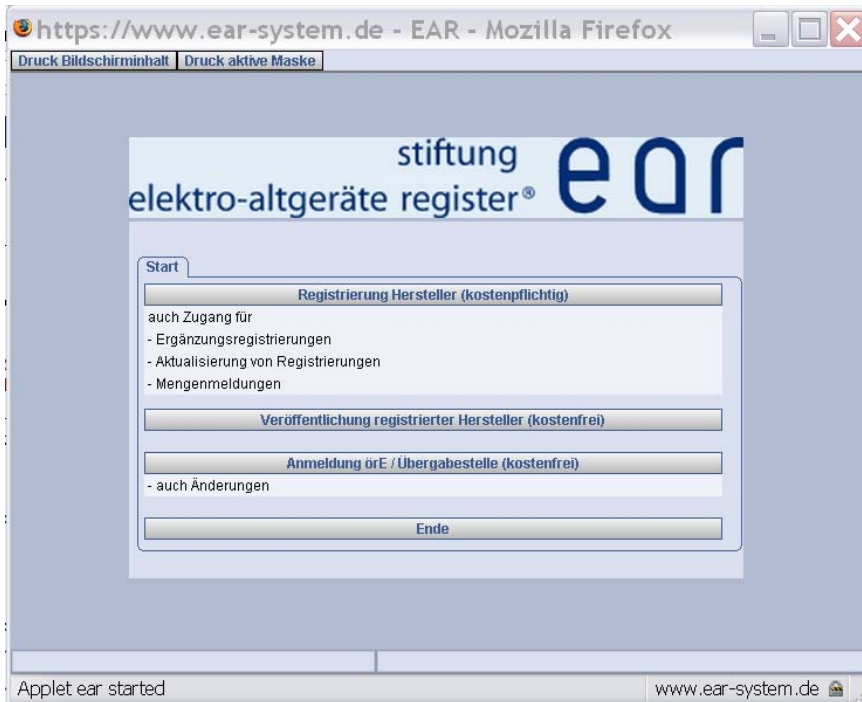 https://www.ear-system.de - EAR - Mozilla Firefox
Druck Bildschirminhalt Druck aktive Maske
stiftung
elektro-altgeräte register®
ear
Start
Registrierung Hersteller (kostenpflichtig)
auch Zugang für
- Ergänzungsregistrierungen
- Aktualisierung von Registrierungen
- Mengenmeldungen
Veröffentlichung registrierter Hersteller (kostenfrei)
Anmeldung örE / Übergabestelle (kostenfrei)
- auch Änderungen
Ende
Applet ear started www.ear-system.de